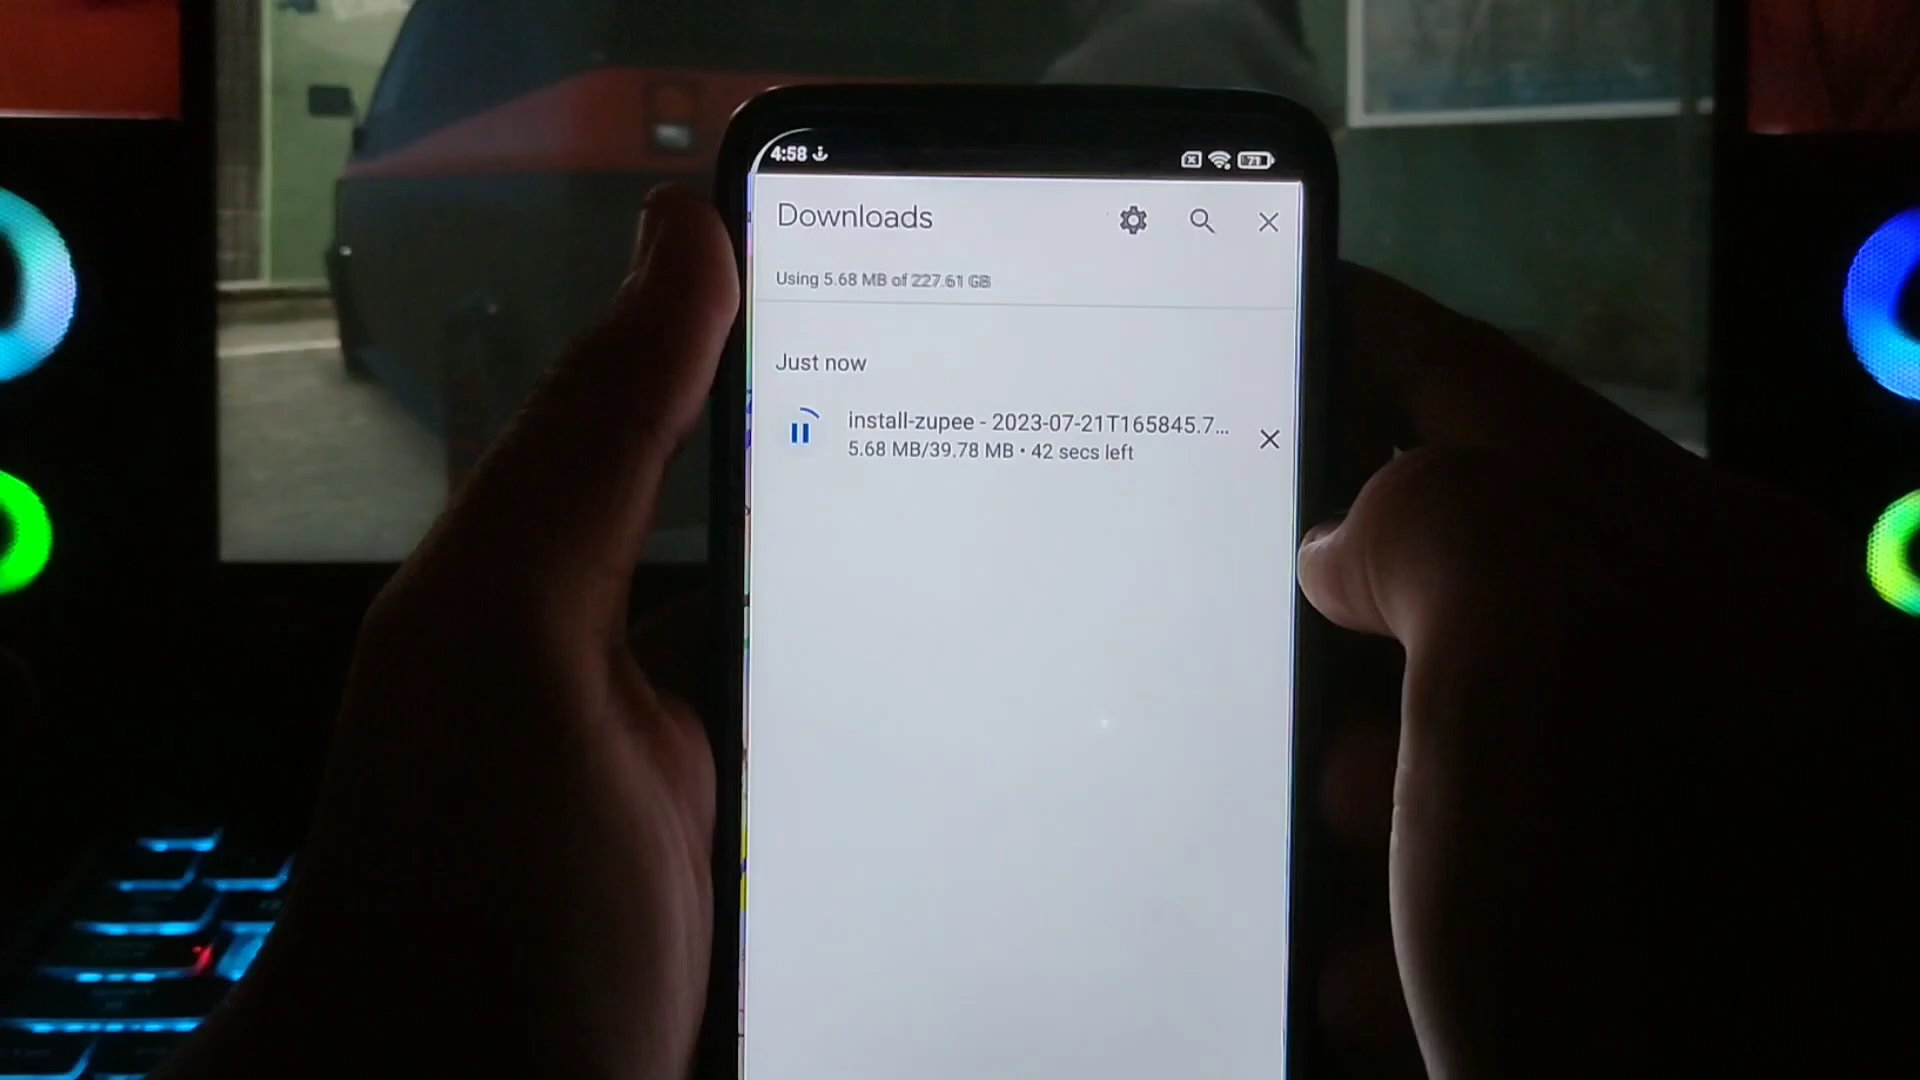 4:58
71
Downloads
Using 5.68 MB of 227.61 GB
Just now
install-zupee - 2023-07-21T165845.7...
5.68 MB/39.78 MB • 42 secs left